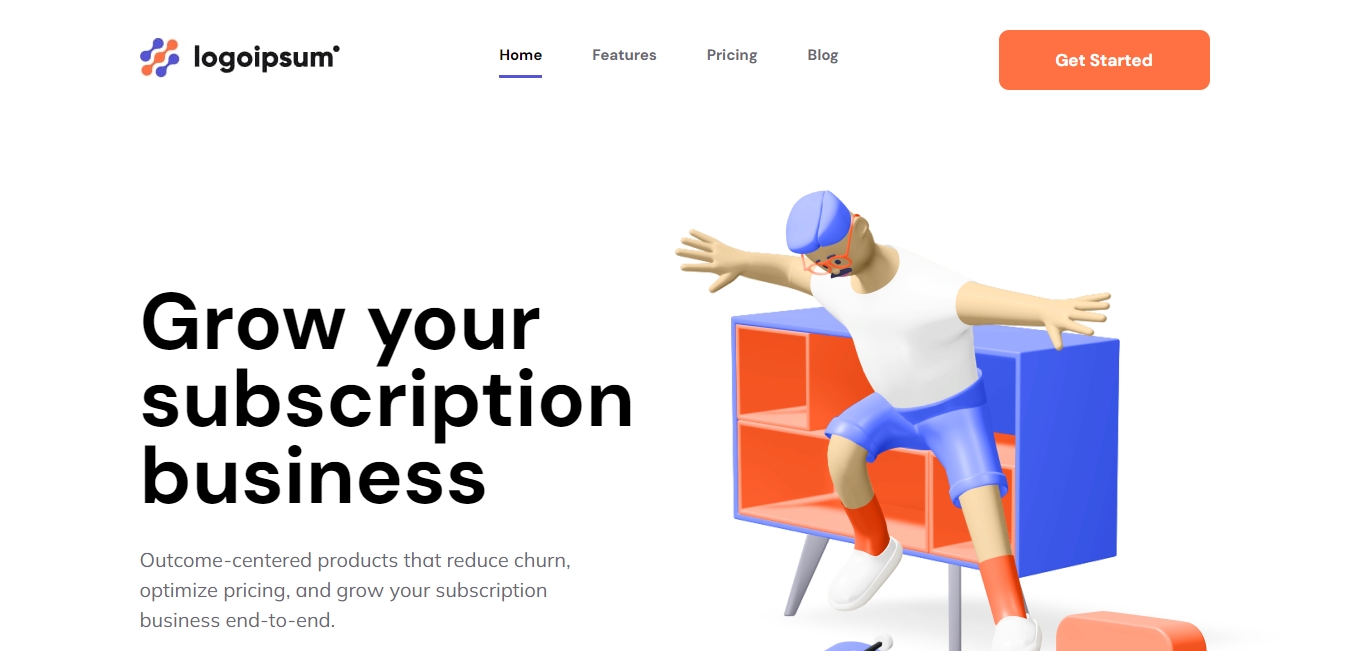 logoipsum
Home
Features
Pricing
Blog
Get Started
Grow your
subscription
business
Outcome-centered products that reduce churn,
optimize pricing, and grow your subscription
business end-to-end.